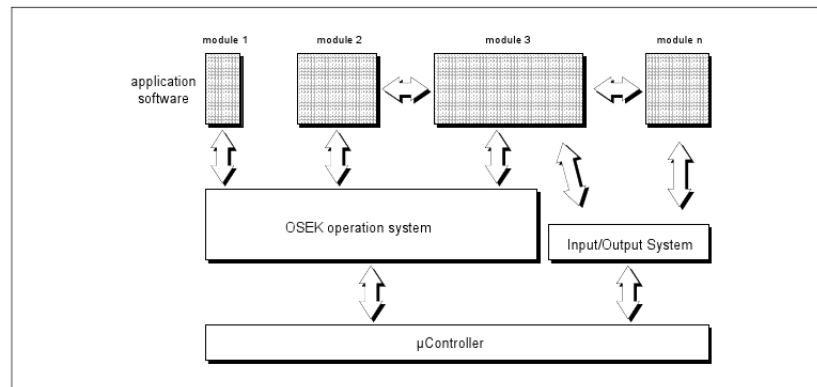 module 1
module 2
module 3
module n
application
software
OSEK operation system
Input/Output System
µController